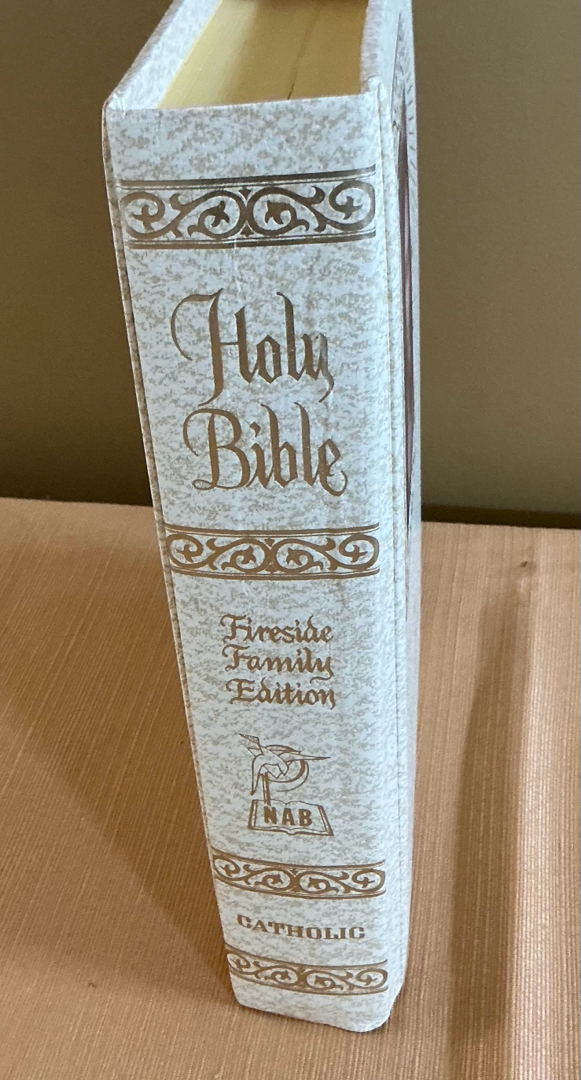 Holy
Bible
Fireside
Family
Edition
NAB
CATHOLIC